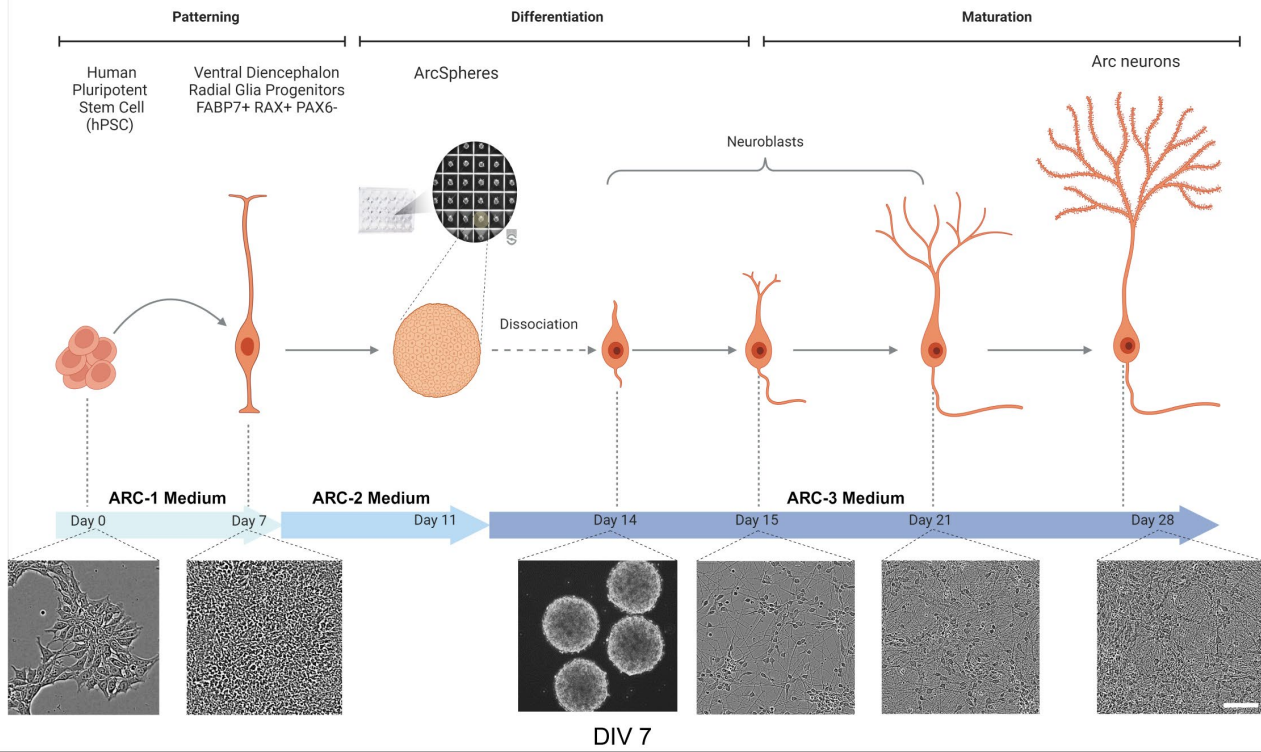 Patterning
Differentiation
Maturation
Human
Pluripotent
Stem Cell
(hPSC)
Ventral Diencephalon
Radial Glia Progenitors
FABP7+ RAX+ PAX6-
ArcSpheres
Arc neurons
Neuroblasts
Dissociation
ARC-1 Medium
ARC-2 Medium
ARC-3 Medium
Day 0
Day 7
Day 11
Day 14
Day 15
Day 21
Day 28
DIV 7